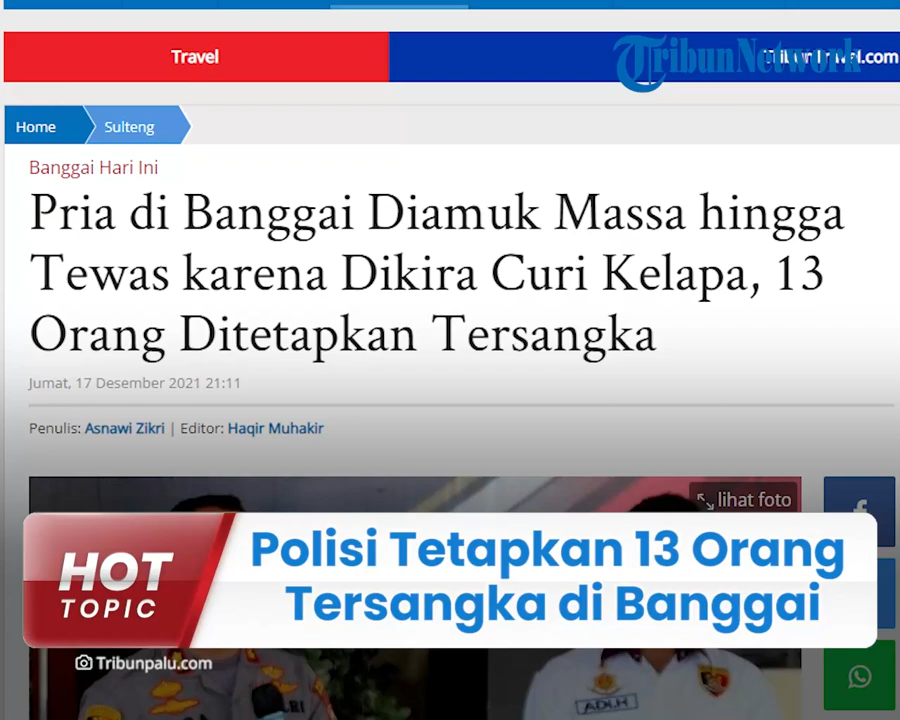 Travel
TribunTravel.com
TribunNetwork
Home
Sulteng
Banggai Hari Ini
Pria di Banggai Diamuk Massa hingga
Tewas karena Dikira Curi Kelapa, 13
Orang Ditetapkan Tersangka
Jumat, 17 Desember 2021 21:11
Penulis: Asnawi Zikri | Editor: Haqir Muhakir
lihat foto
HOT
TOPIC
Polisi Tetapkan 13 Orang
Tersangka di Banggai
Tribunpalu.com